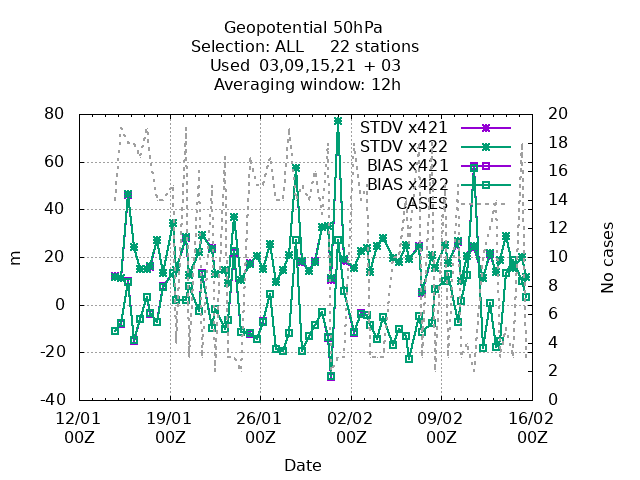 Geopotential 50hPa
Selection: ALL     22 stations
Used  03,09,15,21 + 03
Averaging window: 12h
80
60
40
20
0
-20
-40
m
STDV x421
STDV x422
BIAS x421
BIAS x422
CASES
20
18
16
14
12
10
8
6
4
2
0
No cases
12/01 19/01 26/01 02/02 09/02 16/02
00Z 00Z 00Z 00Z 00Z 00Z
Date